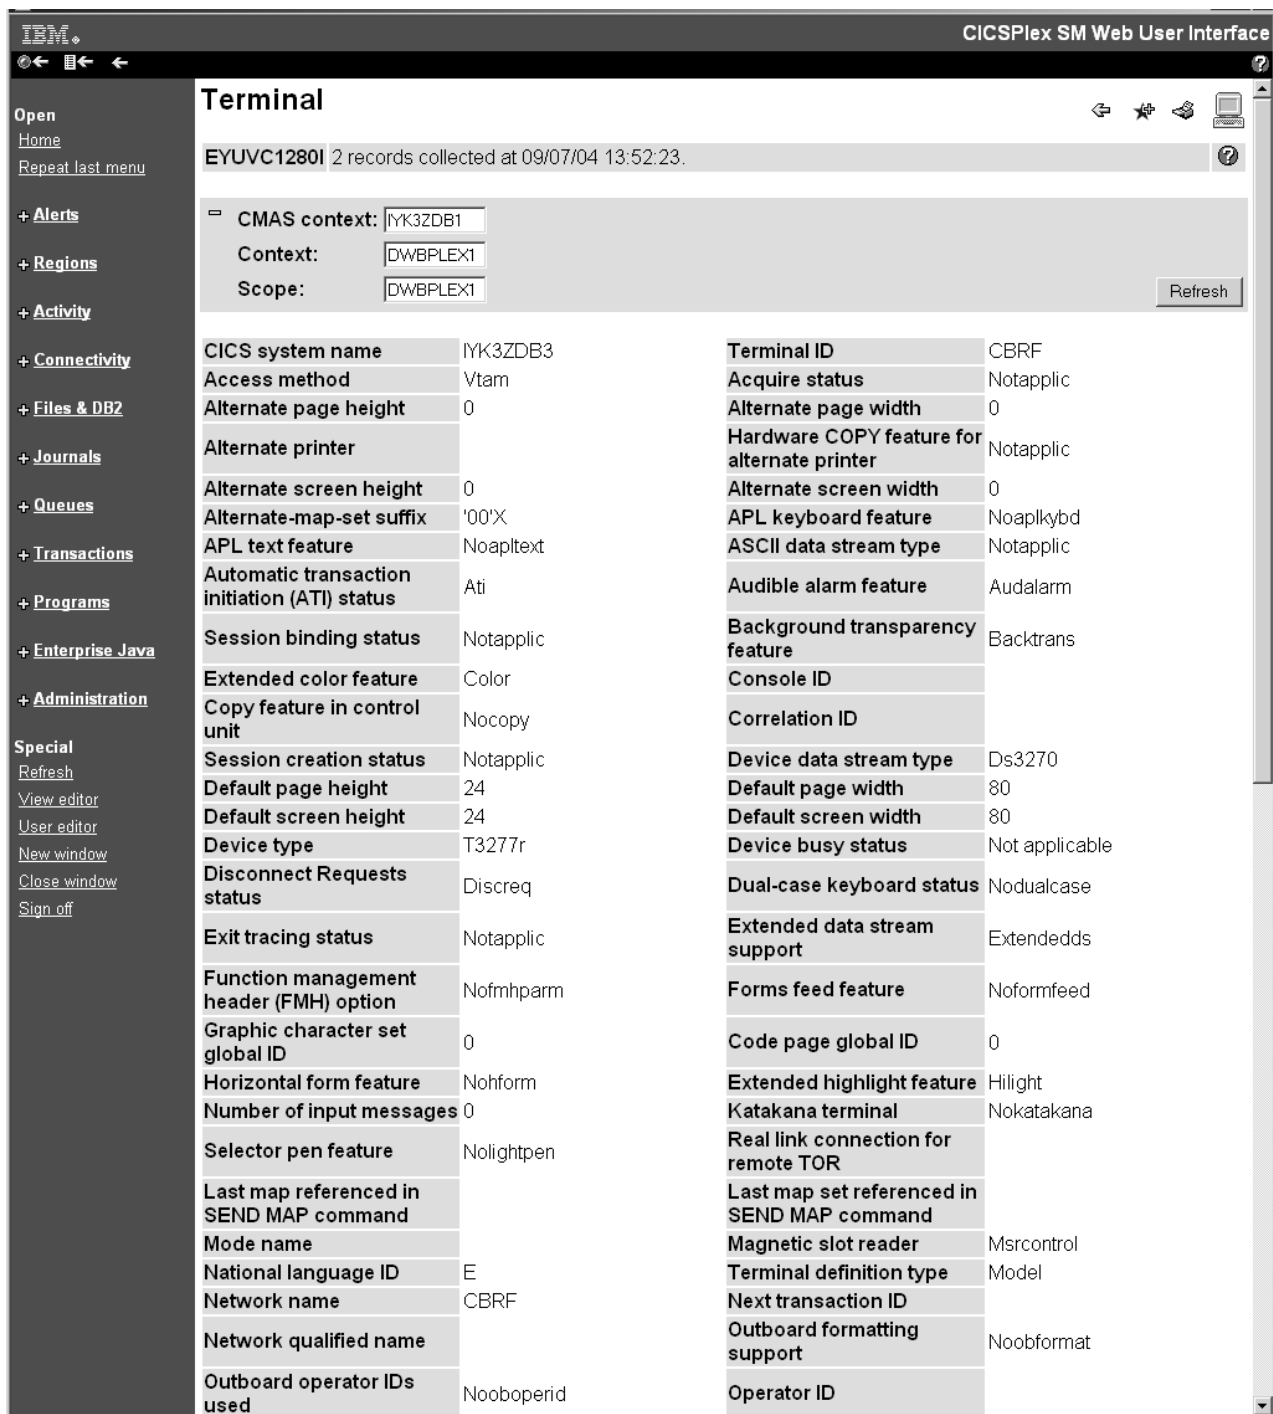 IBM.
CICSPlex SM Web User Interface
Open
Home
Repeat last menu
+ Alerts
+ Regions
+ Activity
+ Connectivity
+ Files & DB2
+ Journals
+ Queues
+ Transactions
+ Programs
+ Enterprise Java
+ Administration
Special
Refresh
View editor
User editor
New window
Close window
Sign off
Terminal
EYUVC1280I 2 records collected at 09/07/04 13:52:23.
CMAS context: IYK3ZDB1
Context: DWBPLEX1
Scope: DWBPLEX1
Refresh
CICS system name IYK3ZDB3 Terminal ID CBRF
Access method Vtam Acquire status Notapplic
Alternate page height 0 Alternate page width 0
Alternate printer Hardware COPY feature for
alternate printer Notapplic
Alternate screen height 0 Alternate screen width 0
Alternate-map-set suffix '00'X APL keyboard feature Noaplkybd
APL text feature Noapltext ASCII data stream type Notapplic
Automatic transaction
initiation (ATI) status Ati Audible alarm feature Audalarm
Session binding status Notapplic Background transparency
feature Backtrans
Extended color feature Color Console ID
Copy feature in control
unit Nocopy Correlation ID
Session creation status Notapplic Device data stream type Ds3270
Default page height 24 Default page width 80
Default screen height 24 Default screen width 80
Device type T3277r Device busy status Not applicable
Disconnect Requests
status Discreq Dual-case keyboard status Nodualcase
Exit tracing status Notapplic Extended data stream
support Extendedds
Function management
header (FMH) option Nofmhparm Forms feed feature Noformfeed
Graphic character set
global ID 0 Code page global ID 0
Horizontal form feature Nohform Extended highlight feature Hilight
Number of input messages 0 Katakana terminal Nokatakana
Selector pen feature Nolightpen Real link connection for
remote TOR
Last map referenced in
SEND MAP command
Last map set referenced in
SEND MAP command
Mode name Magnetic slot reader Msrcontrol
National language ID E Terminal definition type Model
Network name CBRF Next transaction ID
Network qualified name Outboard formatting
support Noobformat
Outboard operator IDs
used Nooboperid Operator ID